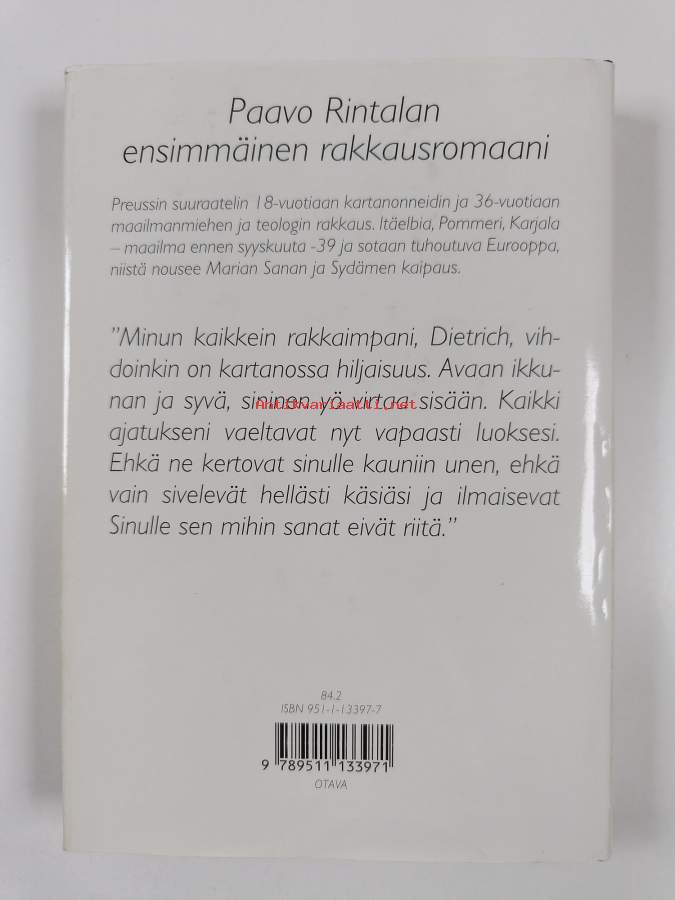 Paavo Rintalan
ensimmäinen rakkausromaani
Preussin suuraatelin 18-vuotiaan kartanonneidin ja 36-vuotiaan
maailmanmiehen ja teologin rakkaus. Itäelbia, Pommeri, Karjala
– maailma ennen syyskuuta -39 ja sotaan tuhoutuva Eurooppa,
niistä nousee Marian Sanan ja Sydämen kaipaus.
”Minun kaikkein rakkaimpani, Dietrich, vih-
doinkin on kartanossa hiljaisuus. Avaan ikku-
nan ja syvä, sininen yö virtaa sisään. Kaikki
Antikvariaatti.net
ajatukseni vaeltavat nyt vapaasti luoksesi.
Ehkä ne kertovat sinulle kauniin unen, ehkä
vain sivelevät hellästi käsiäsi ja ilmaisevat
Sinulle sen mihin sanat eivät riitä.”
84.2
ISBN 951-1-13397-7
9 789511 133971
OTAVA